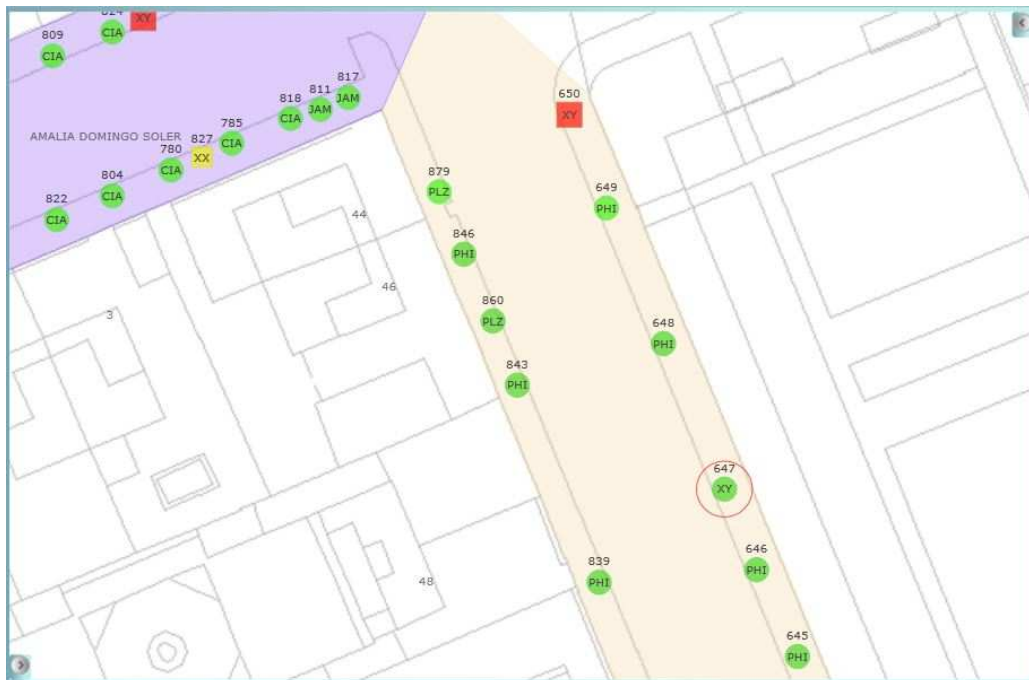 824
XY
CIA
809
CIA
817
JAM
811
JAM
818
CIA
785
CIA
AMALIA DOMINGO SOLER
827
XX
780
CIA
804
CIA
822
CIA
650
XY
879
PLZ
649
PHI
44
846
PHI
46
860
PLZ
3
648
PHI
843
PHI
647
XY
646
PHI
839
PHI
48
645
PHI